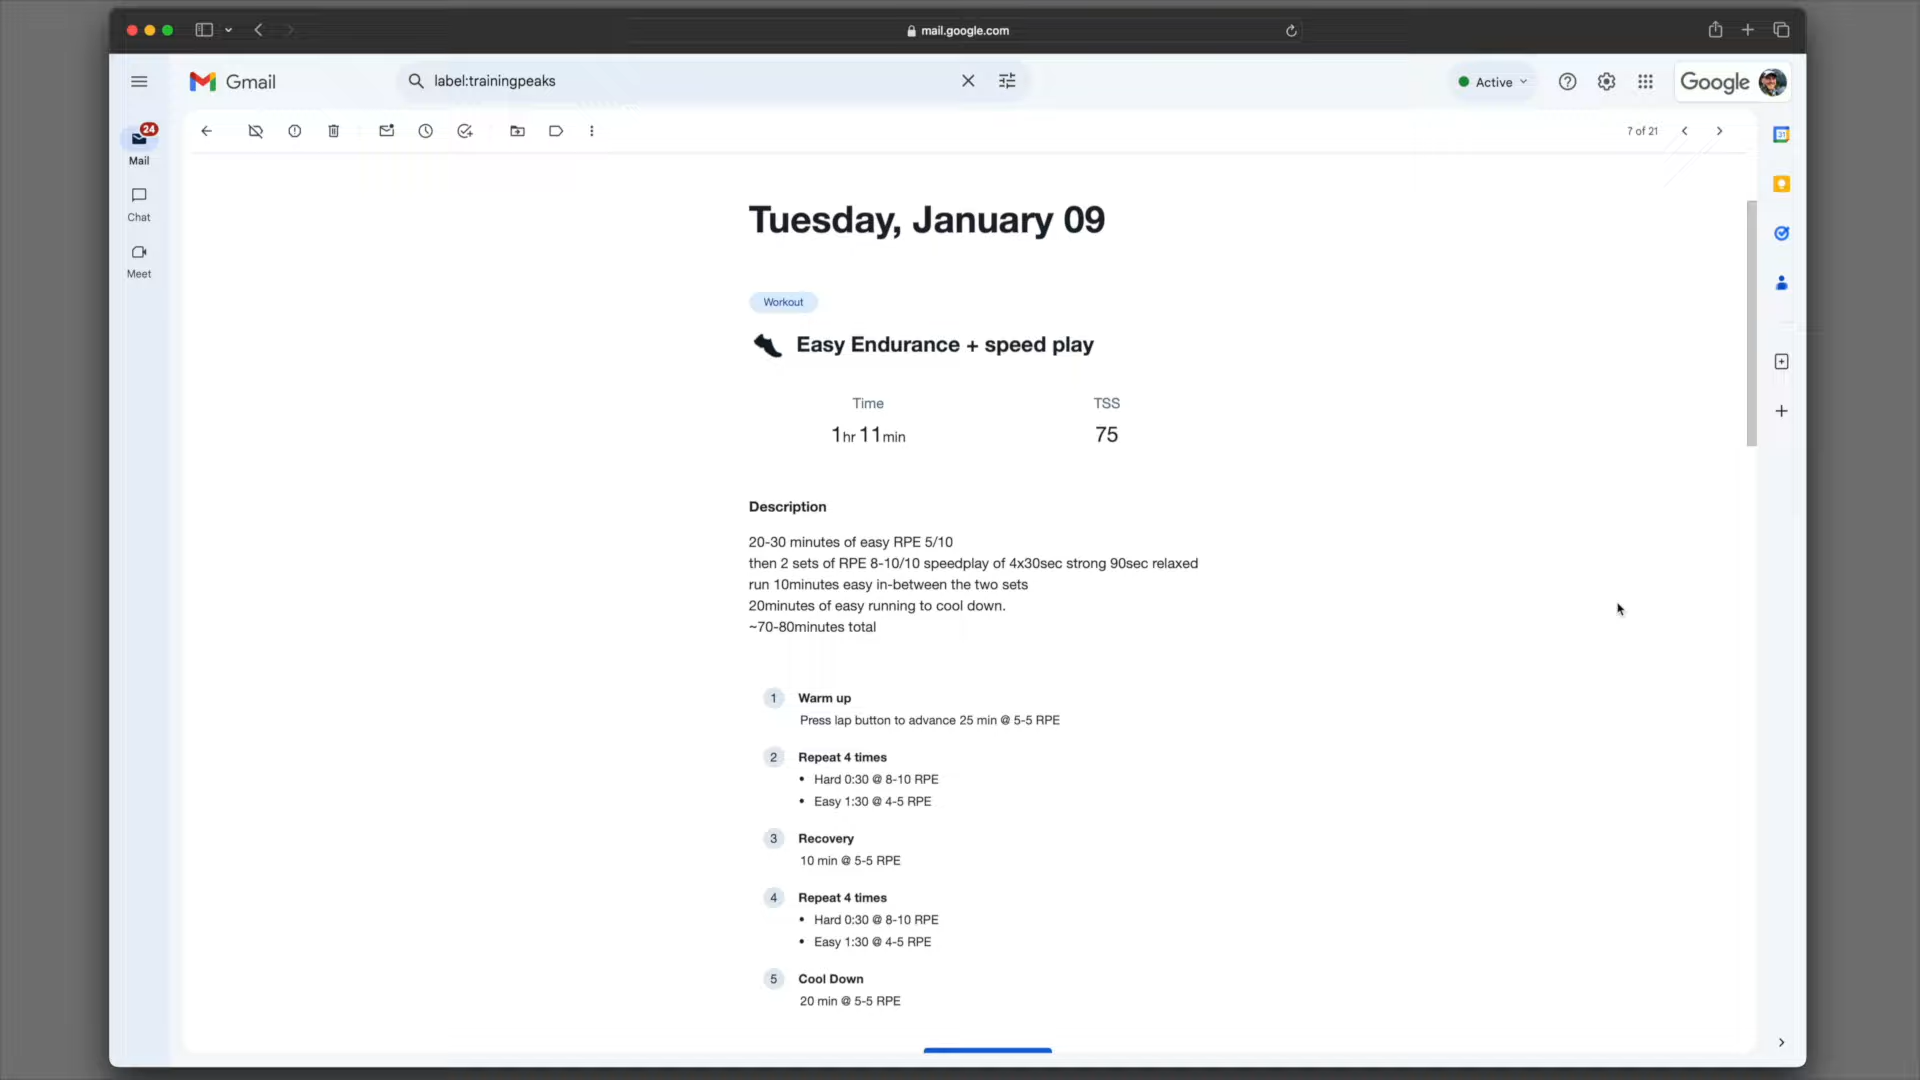 mail.google.com
Gmail
label:trainingpeaks
Active
Google
24
Mail
Chat
Meet
7 of 21
31
Tuesday, January 09
Workout
Easy Endurance + speed play
Time
TSS
1hr 11min
75
Description
20-30 minutes of easy RPE 5/10
then 2 sets of RPE 8-10/10 speedplay of 4x30sec strong 90sec relaxed
run 10minutes easy in-between the two sets
20minutes of easy running to cool down.
~70-80minutes total
1 Warm up
Press lap button to advance 25 min @ 5-5 RPE
2 Repeat 4 times
• Hard 0:30 @ 8-10 RPE
• Easy 1:30 @ 4-5 RPE
3 Recovery
10 min @ 5-5 RPE
4 Repeat 4 times
• Hard 0:30 @ 8-10 RPE
• Easy 1:30 @ 4-5 RPE
5 Cool Down
20 min @ 5-5 RPE